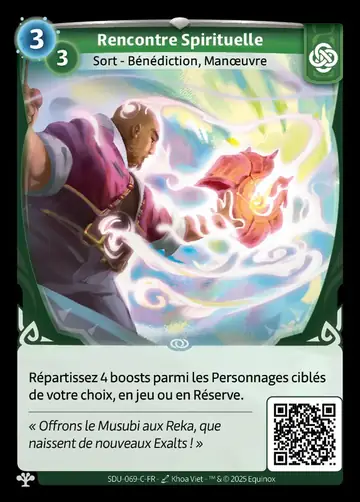 3
3
Rencontre Spirituelle
Sort - Bénédiction, Manœuvre
Répartissez 4 boosts parmi les Personnages ciblés
de votre choix, en jeu ou en Réserve.
« Offrons le Musubi aux Reka, que
naissent de nouveaux Exalts ! »
SDU-069-C-FR - Khoa Viet - ™ & © 2025 Equinox